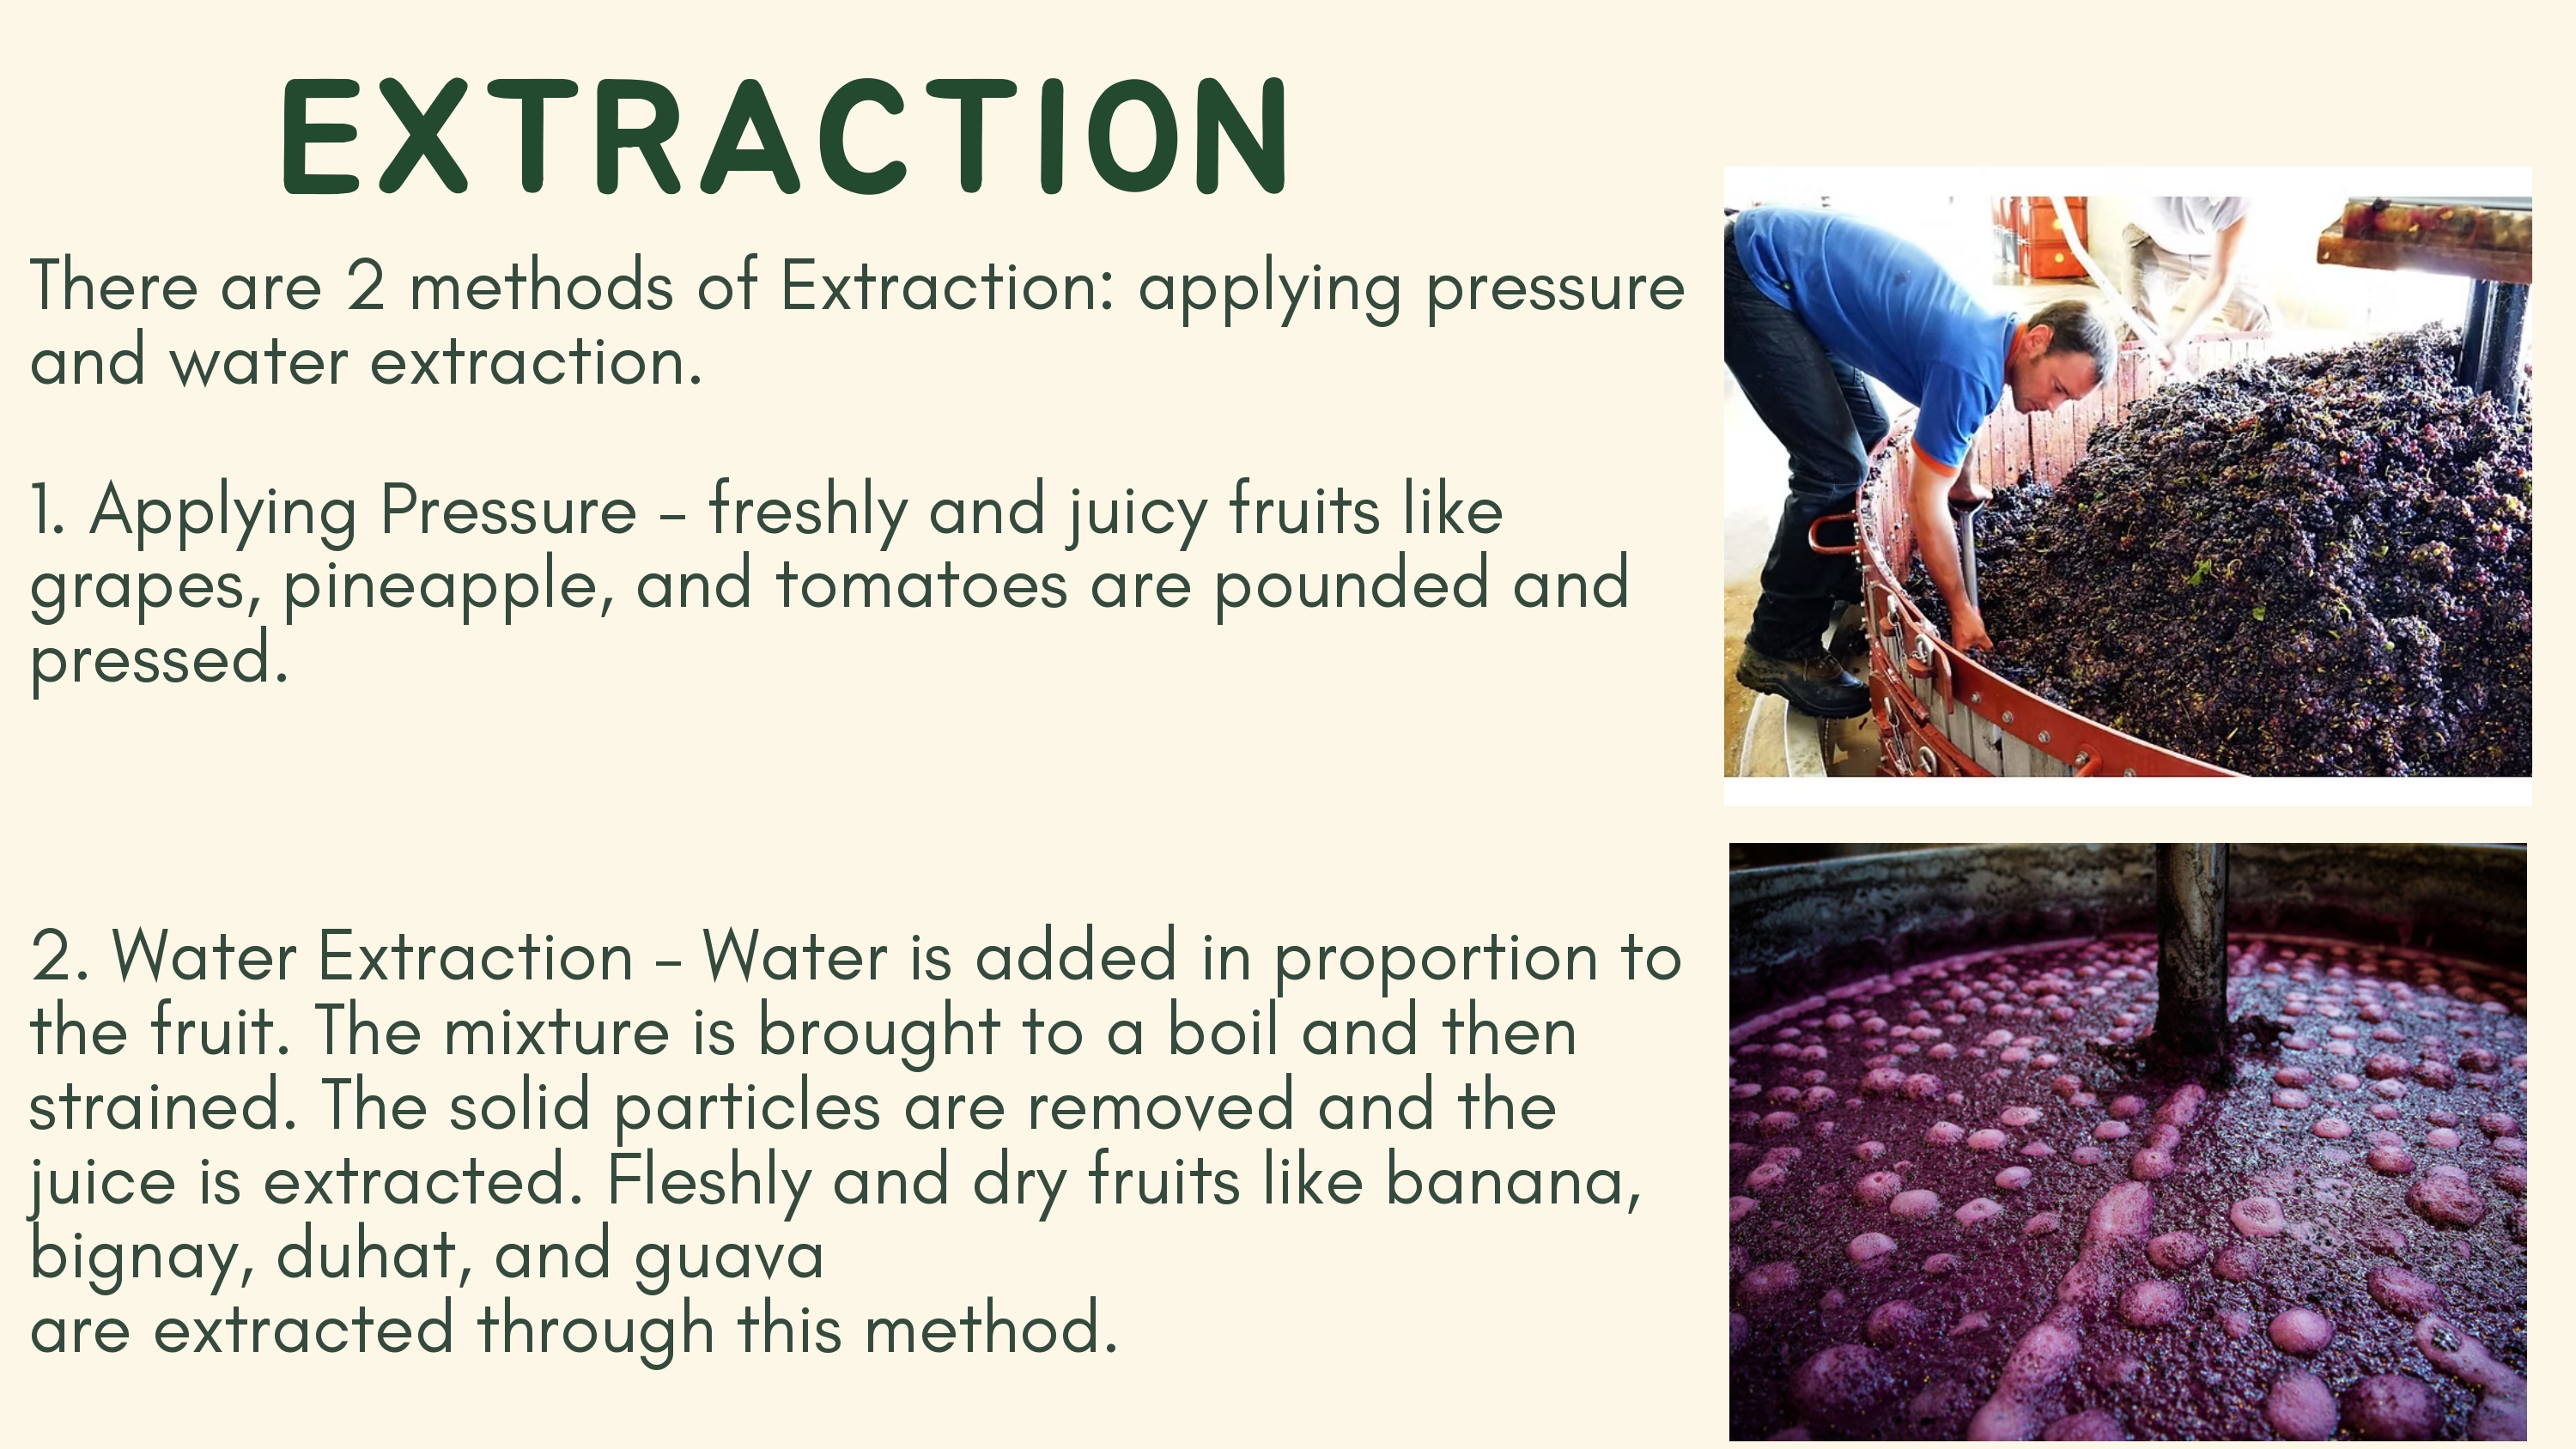 EXTRACTION
There are 2 methods of Extraction: applying pressure
and water extraction.
1. Applying Pressure - freshly and juicy fruits like
grapes, pineapple, and tomatoes are pounded and
pressed.
2. Water Extraction - Water is added in proportion to
the fruit. The mixture is brought to a boil and then
strained. The solid particles are removed and the
juice is extracted. Fleshly and dry fruits like banana,
bignay, duhat, and guava
are extracted through this method.